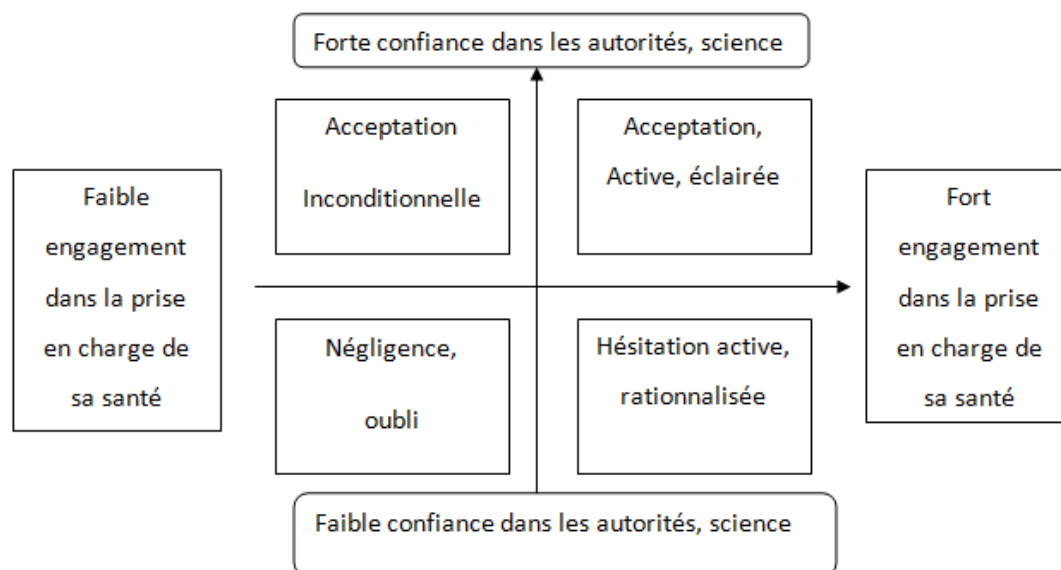 Forte confiance dans les autorités, science
Acceptation
Inconditionnelle
Acceptation,
Active, éclairée
Faible
engagement
dans la prise
en charge de
sa santé
Fort
engagement
dans la prise
en charge de
sa santé
Négligence,
oubli
Hésitation active,
rationnalisée
Faible confiance dans les autorités, science